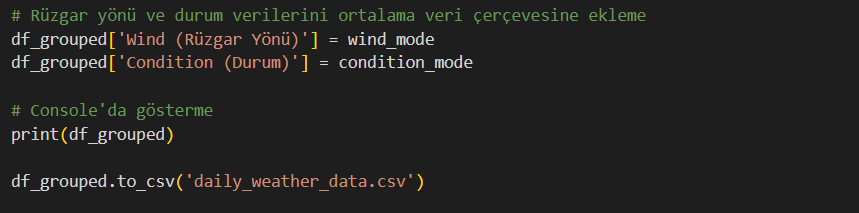 # Rüzgar yönü ve durum verilerini ortalama veri çerçevesine ekleme
df_grouped['Wind (Rüzgar Yönü)'] = wind_mode
df_grouped['Condition (Durum)'] = condition_mode
# Console'da gösterme
print(df_grouped)
df_grouped.to_csv('daily_weather_data.csv')